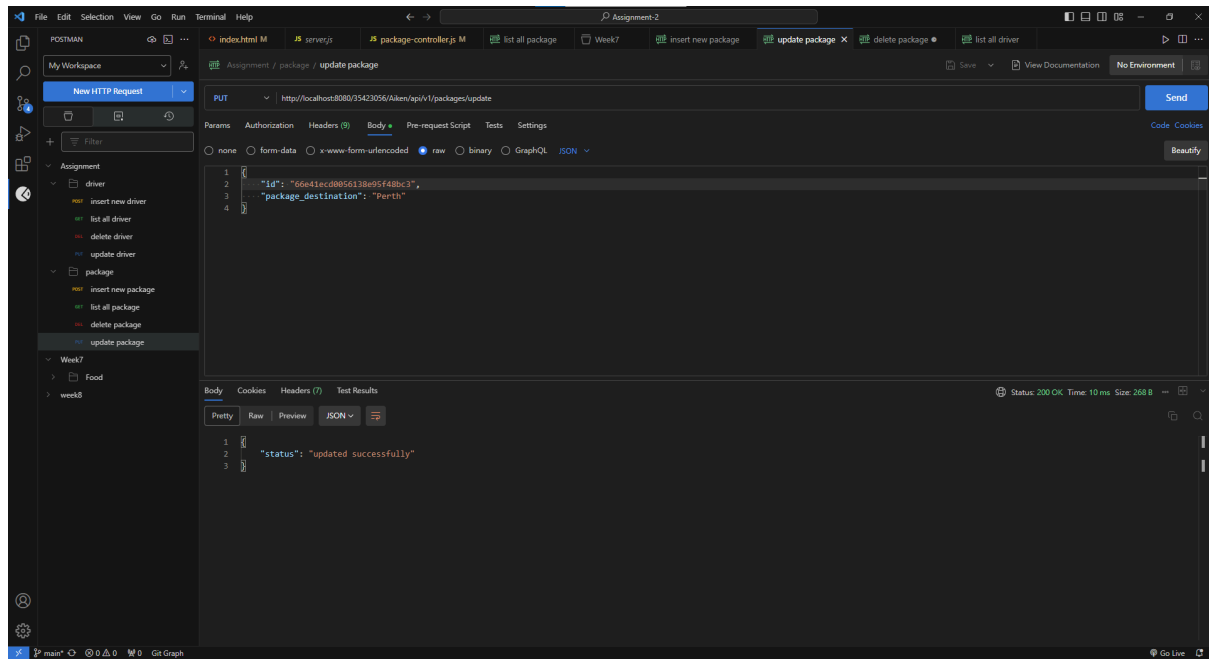 File Edit Selection View Go Run Terminal Help
Assignment-2
POSTMAN
index.html M
JS server.js
JS package-controller.js M
list all package
Week7
insert new package
update package
delete package
list all driver
My Workspace
Assignment / package / update package
Save
View Documentation
No Environment
New HTTP Request
PUT
http://localhost:8080/35423056/Aiken/api/v1/packages/update
Send
Params Authorization Headers (9) Body Pre-request Script Tests Settings
Code Cookies
Filter
none form-data x-www-form-urlencoded raw binary GraphQL JSON
Beautify
Assignment
driver
POST insert new driver
GET list all driver
DEL delete driver
PUT update driver
package
POST insert new package
GET list all package
DEL delete package
PUT update package
Week7
Food
week8
1 {
2 "id": "66e41ecd0056138e95f48bc3",
3 "package_destination": "Perth"
4 }
Body Cookies Headers (7) Test Results
Status: 200 OK Time: 10 ms Size: 268 B
Pretty Raw Preview JSON
1 {
2 "status": "updated successfully"
3 }
main* 0 0 0 Git Graph
Go Live